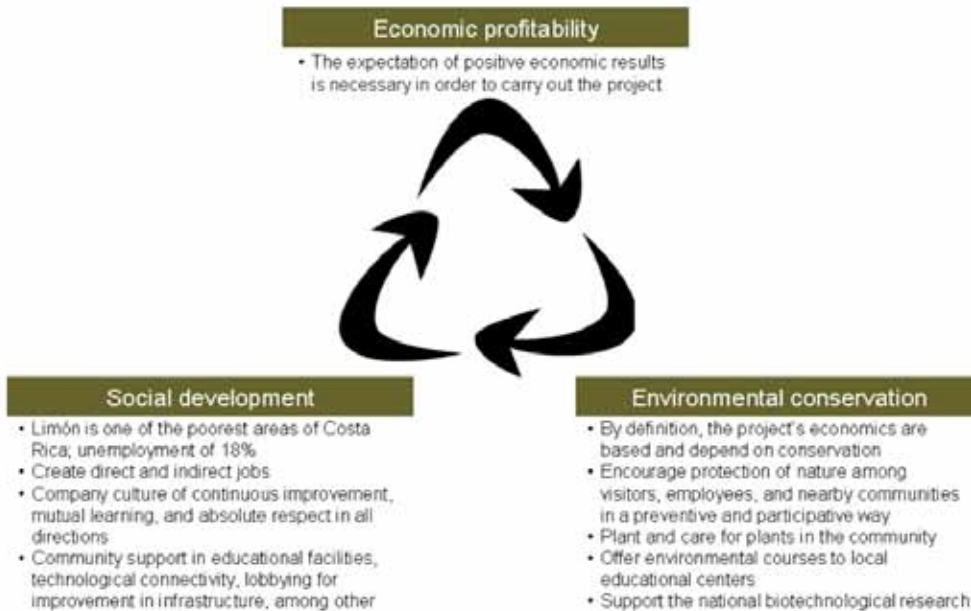 Economic profitability
• The expectation of positive economic results
is necessary in order to carry out the project
Social development
• Limón is one of the poorest areas of Costa
Rica; unemployment of 18%
• Create direct and indirect jobs
• Company culture of continuous improvement,
mutual learning, and absolute respect in all
directions
• Community support in educational facilities,
technological connectivity, lobbying for
improvement in infrastructure, among other
Environmental conservation
• By definition, the project's economics are
based and depend on conservation
• Encourage protection of nature among
visitors, employees, and nearby communities
in a preventive and participative way
• Plant and care for plants in the community
• Offer environmental courses to local
educational centers
• Support the national biotechnological research